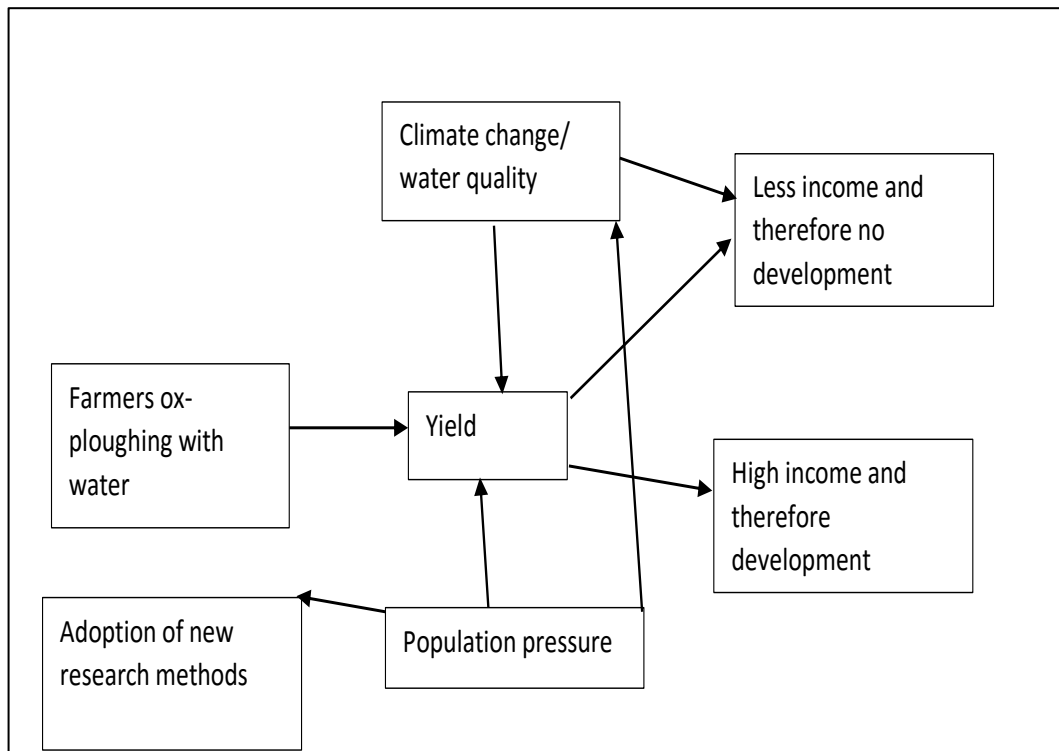 Climate change/
water quality
Less income and
therefore no
development
Farmers ox-
ploughing with
water
Yield
High income and
therefore
development
Adoption of new
research methods
Population pressure